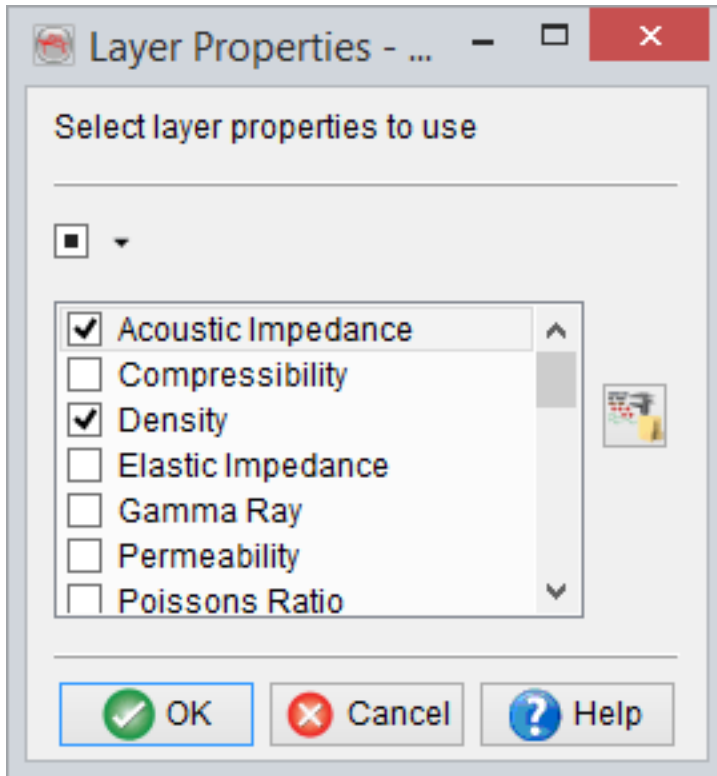 Layer Properties - ...
Select layer properties to use
Acoustic Impedance
Compressibility
Density
Elastic Impedance
Gamma Ray
Permeability
Poissons Ratio
OK Cancel Help